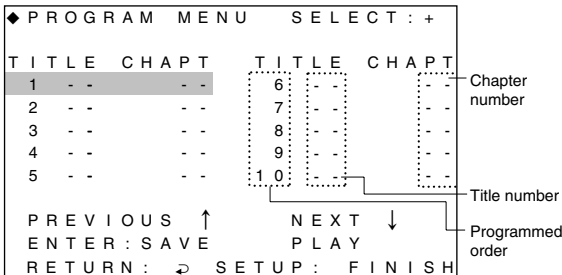 ◆PROGRAM MENU SELECT:+
TITLE CHAPT TITLE CHAPT
1 -- -- 6 -- --
2 -- -- 7 -- --
3 -- -- 8 -- --
4 -- -- 9 -- --
5 -- -- 10 -- --
PREVIOUS ↑ NEXT ↓
ENTER:SAVE PLAY
RETURN: ⊋ SETUP: FINISH
Chapter
number
Title number
Programmed
order